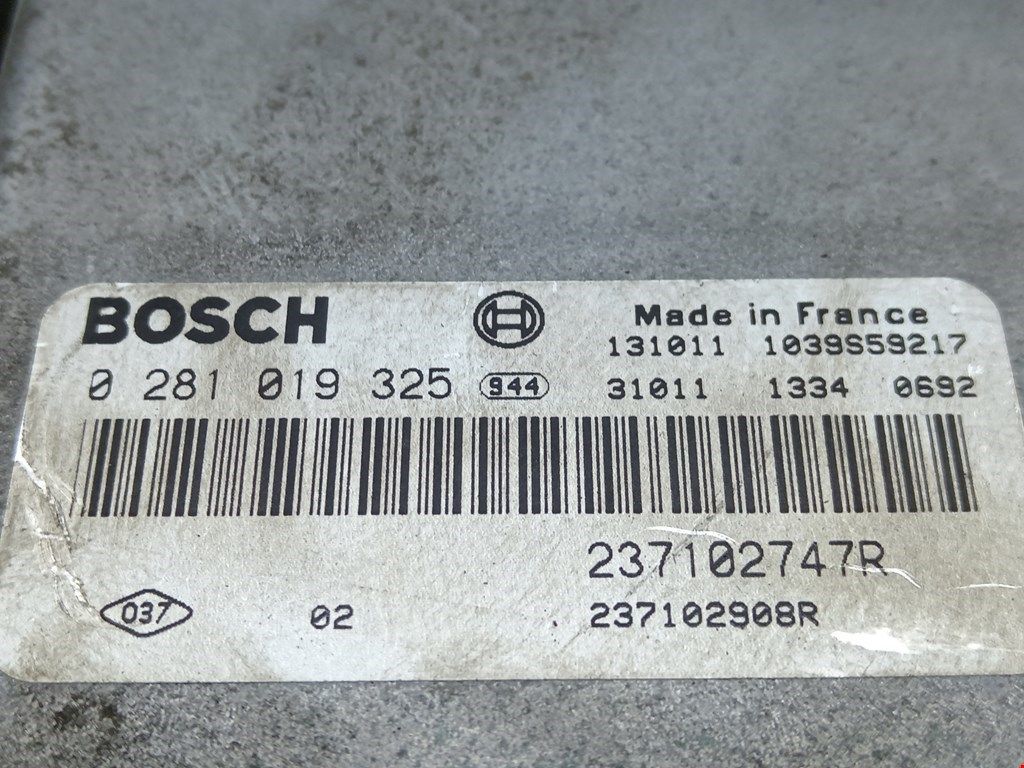 BOSCH
Made in France
131011 1039S59217
0 281 019 325 944 31011 1334 0692
237102747R
037 02 237102908R